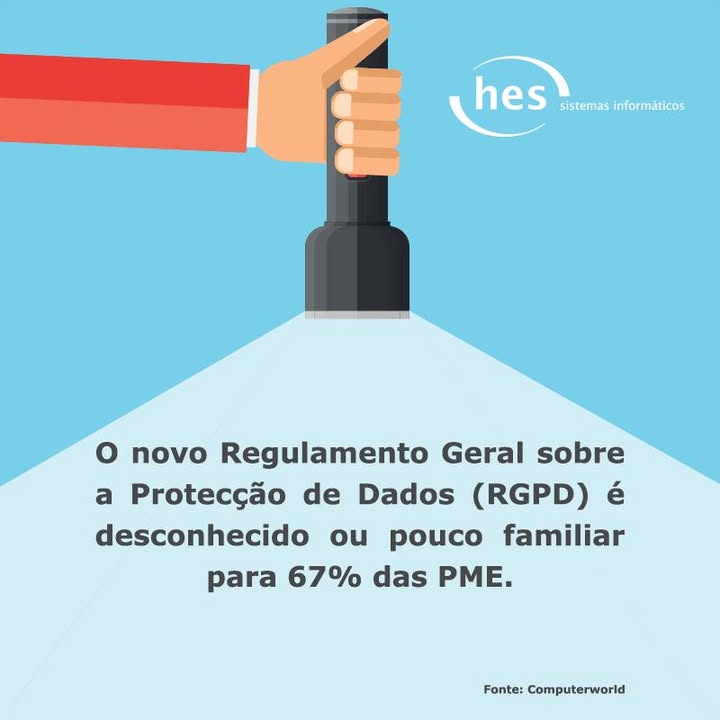 hes
sistemas informáticos
O novo Regulamento Geral sobre
a Protecção de Dados (RGPD) é
desconhecido ou pouco familiar
para 67% das PME.
Fonte: Computerworld